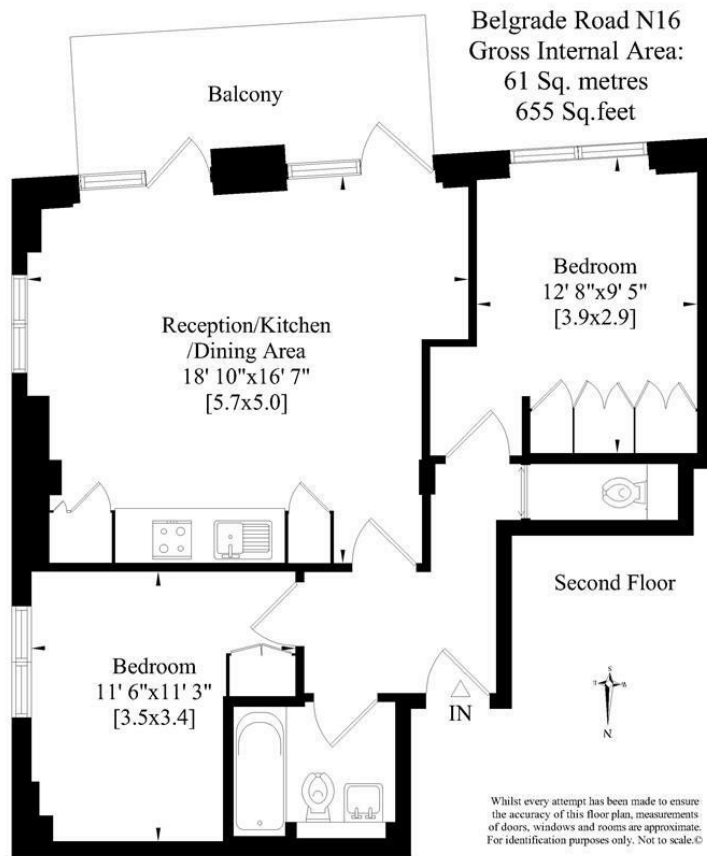 Belgrade Road N16
Gross Internal Area:
61 Sq. metres
655 Sq.feet
Balcony
Bedroom
12' 8"x9' 5"
[3.9x2.9]
Reception/Kitchen
/Dining Area
18' 10"x16' 7"
[5.7x5.0]
Second Floor
Bedroom
11' 6"x11' 3"
[3.5x3.4]
IN
S
N
Whilst every attempt has been made to ensure
the accuracy of this floor plan, measurements
of doors, windows and rooms are approximate.
For identification purposes only. Not to scale.©